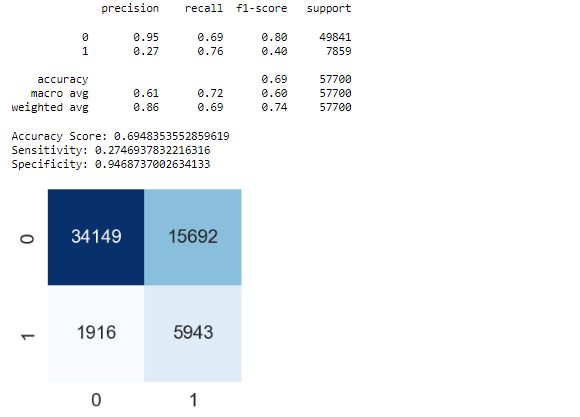 precision recall f1-score support
0 0.95 0.69 0.80 49841
1 0.27 0.76 0.40 7859
accuracy 0.69 57700
macro avg 0.61 0.72 0.60 57700
weighted avg 0.86 0.69 0.74 57700
Accuracy Score: 0.6948353552859619
Sensitivity: 0.2746937832216316
Specificity: 0.9468737002634133
0 34149 15692
1 1916 5943
0 1